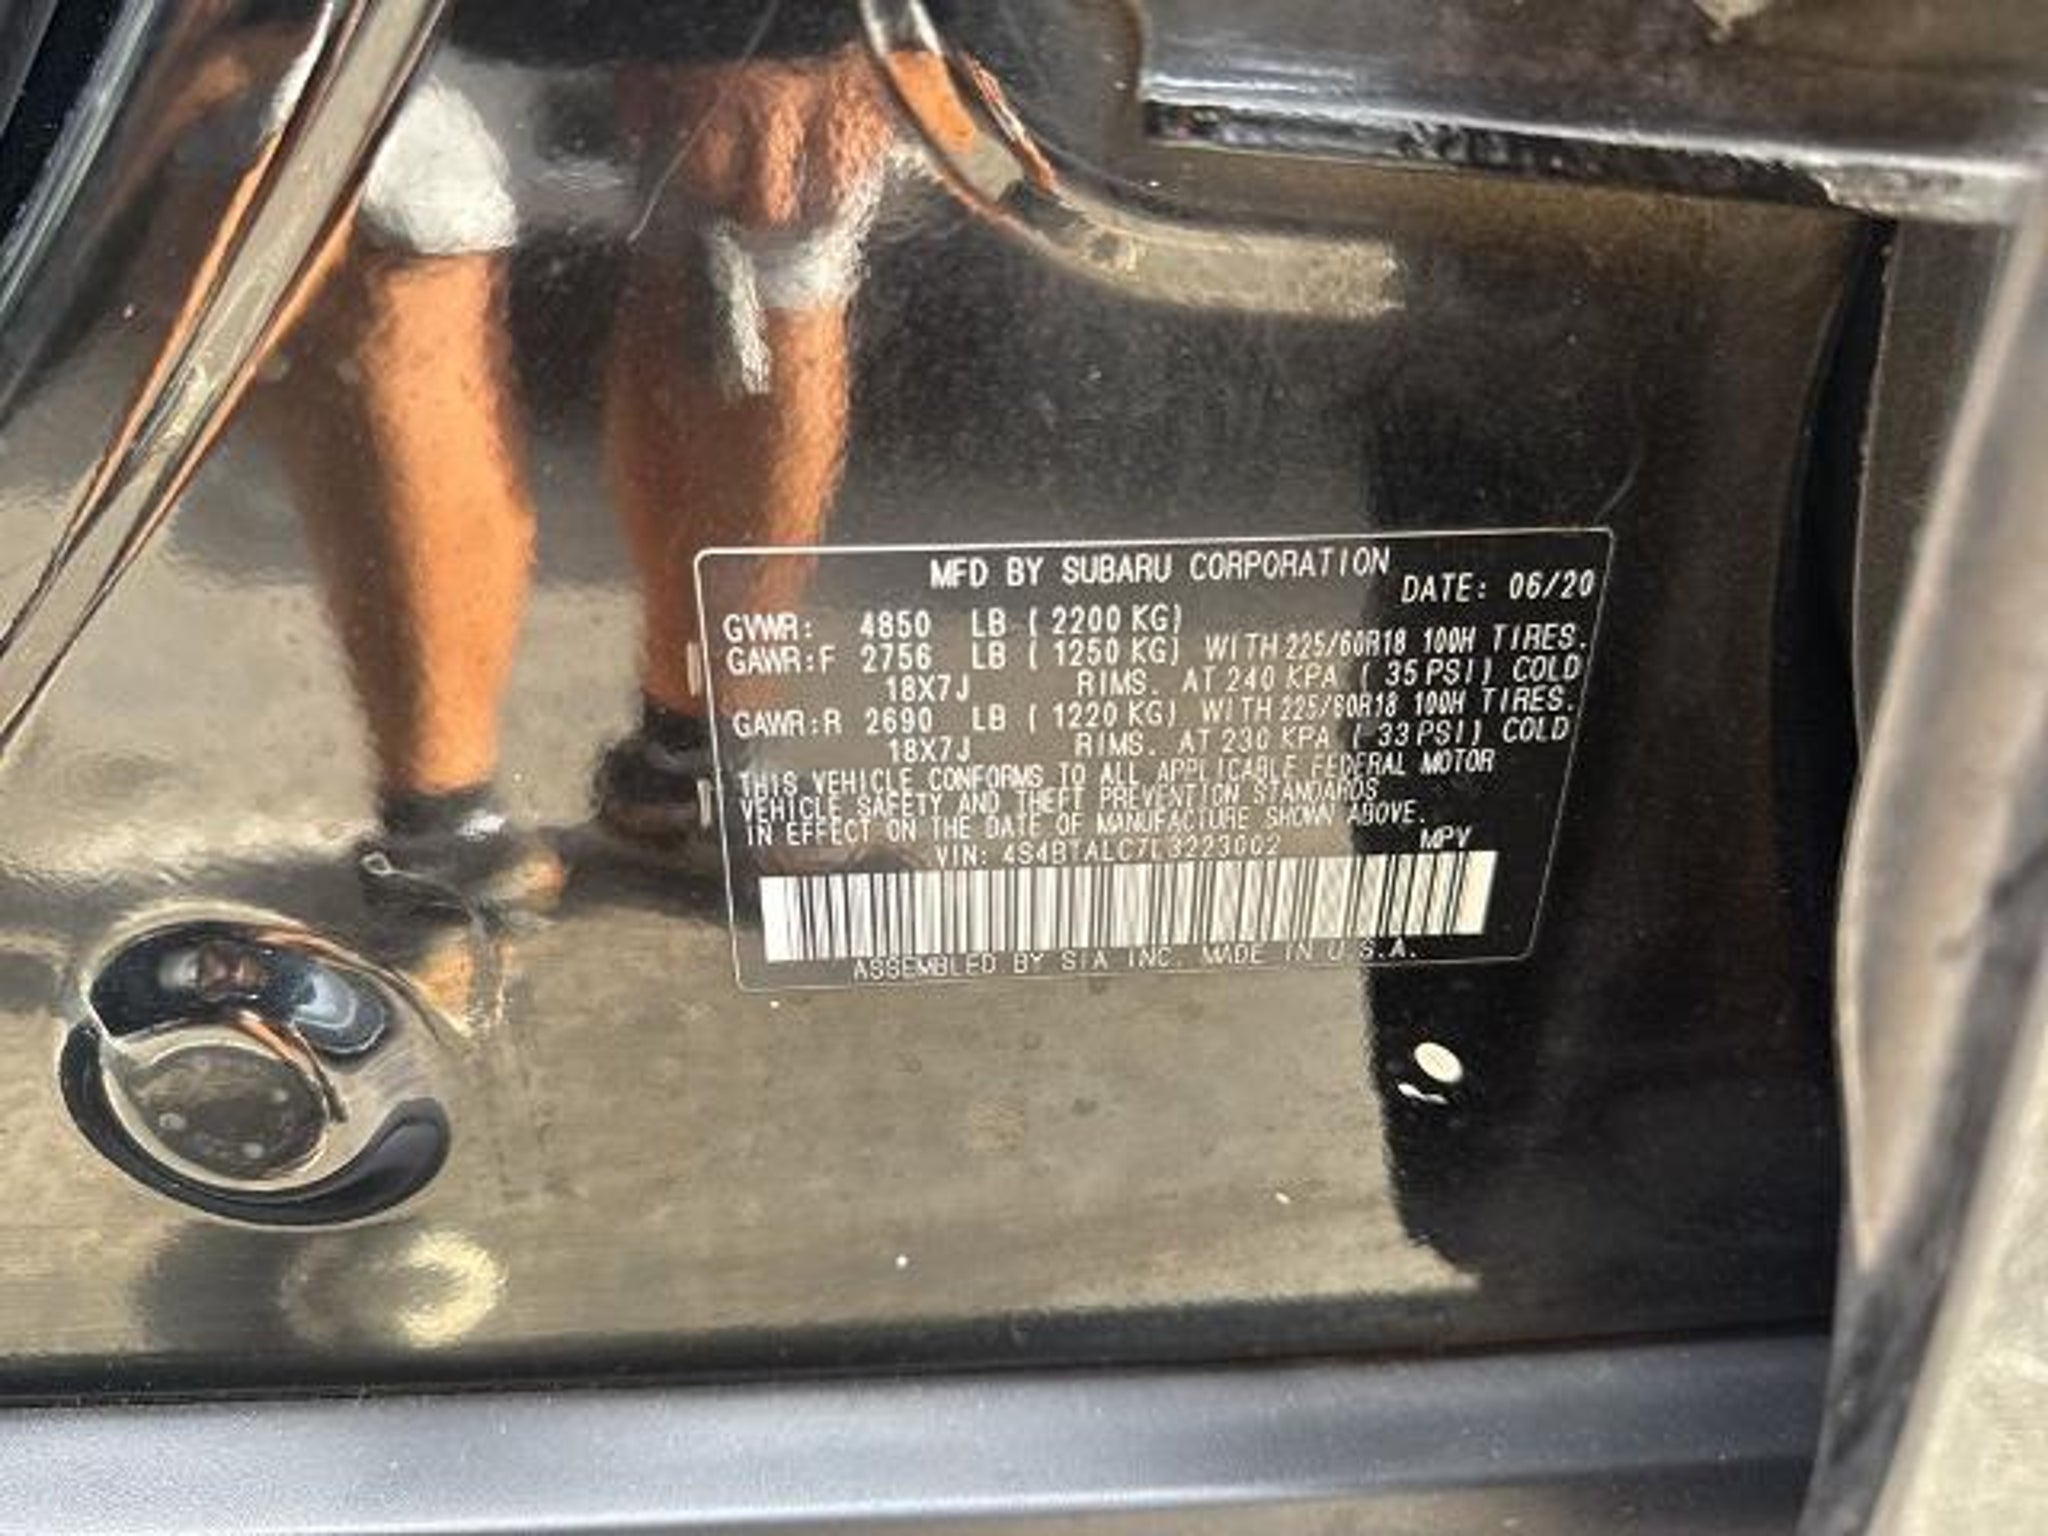 MFD BY SUBARU CORPORATION
DATE: 06/20
GVWR: 4850 LB ( 2200 KG)
GAWR:F 2756 LB ( 1250 KG) WITH 225/60R18 100H TIRES.
18X7J RIMS. AT 240 KPA ( 35 PSI) COLD
GAWR:R 2690 LB ( 1220 KG) WITH 225/60R18 100H TIRES.
18X7J RIMS. AT 230 KPA ( 33 PSI) COLD
THIS VEHICLE CONFORMS TO ALL APPLICABLE FEDERAL MOTOR
VEHICLE SAFETY AND THEFT PREVENTION STANDARDS
IN EFFECT ON THE DATE OF MANUFACTURE SHOWN ABOVE.
VIN: 4S4BTALC7L3223002 MPV
ASSEMBLED BY SIA INC. MADE IN U.S.A.